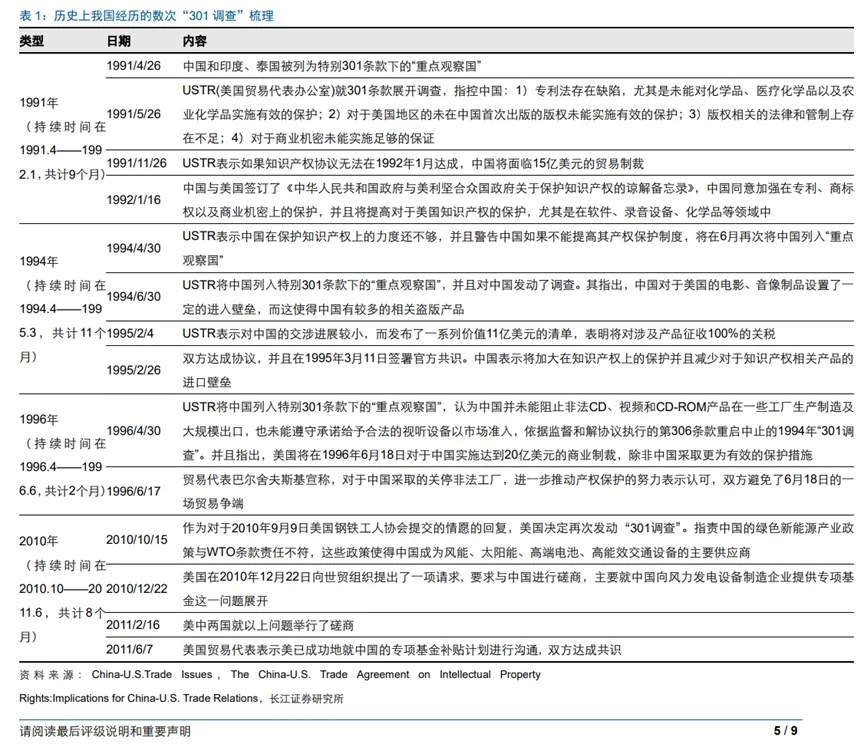 表 1：历史上我国经历的数次“301 调查”梳理
类型 日期 内容
1991年
（持续时间在
1991.4——199
2.1，共计9个月）
1991/4/26 中国和印度、泰国被列为特别301条款下的“重点观察国”
1991/5/26 USTR(美国贸易代表办公室)就301条款展开调查，指控中国：1）专利法存在缺陷，尤其是未能对化学品、医疗化学品以及农
业化学品实施有效的保护；2）对于美国地区的未在中国首次出版的版权未能实施有效的保护；3）版权相关的法律和管制上存
在不足；4）对于商业机密未能实施足够的保证
1991/11/26 USTR表示如果知识产权协议无法在1992年1月达成，中国将面临15亿美元的贸易制裁
1992/1/16 中国与美国签订了《中华人民共和国政府与美利坚合众国政府关于保护知识产权的谅解备忘录》，中国同意加强在专利、商标
权以及商业机密上的保护，并且将提高对于美国知识产权的保护，尤其是在软件、录音设备、化学品等领域中
1994年
（持续时间在
1994.4——199
5.3，共计11个
月）
1994/4/30 USTR表示中国在保护知识产权上的力度还不够，并且警告中国如果不能提高其产权保护制度，将在6月再次将中国列入“重点
观察国”
1994/6/30 USTR将中国列入特别301条款下的“重点观察国”，并且对中国发动了调查。其指出，中国对于美国的电影、音像制品设置了一
定的进入壁垒，而这使得中国有较多的相关盗版产品
1995/2/4 USTR表示对中国的交涉进展较小，而发布了一系列价值11亿美元的清单，表明将对涉及产品征收100%的关税
1995/2/26 双方达成协议，并且在1995年3月11日签署官方共识。中国表示将加大在知识产权上的保护并且减少对于知识产权相关产品的
进口壁垒
1996年
（持续时间在
1996.4——199
6.6,共计2个月）
1996/4/30 USTR将中国列入特别301条款下的“重点观察国”，认为中国并未能阻止非法CD、视频和CD-ROM产品在一些工厂生产制造及
大规模出口，也未能遵守承诺给予合法的视听设备以市场准入，依据监督和解协议执行的第306条款重启中止的1994年“301调
查”。并且指出，美国将在1996年6月18日对于中国实施达到20亿美元的商业制裁，除非中国采取更为有效的保护措施
1996/6/17 贸易代表巴尔舍夫斯基宣称，对于中国采取的关停非法工厂，进一步推动产权保护的努力表示认可，双方避免了6月18日的一
场贸易争端
2010年
（持续时间在
2010.10——20
11.6，共计8个
月）
2010/10/15 作为对于2010年9月9日美国钢铁工人协会提交的情愿的回复，美国决定再次发动“301调查”。指责中国的绿色新能源产业政
策与WTO条款责任不符，这些政策使得中国成为风能、太阳能、高端电池、高能效交通设备的主要供应商
2010/12/22 美国在2010年12月22日向世贸组织提出了一项请求，要求与中国进行磋商，主要就中国向风力发电设备制造企业提供专项基
金这一问题展开
2011/2/16 美中两国就以上问题举行了磋商
2011/6/7 美国贸易代表表示美已成功地就中国的专项基金补贴计划进行沟通，双方达成共识
资料来源：China-U.S.Trade Issues，The China-U.S. Trade Agreement on Intellectual Property
Rights:Implications for China-U.S. Trade Relations，长江证券研究所
请阅读最后评级说明和重要声明 5 / 9